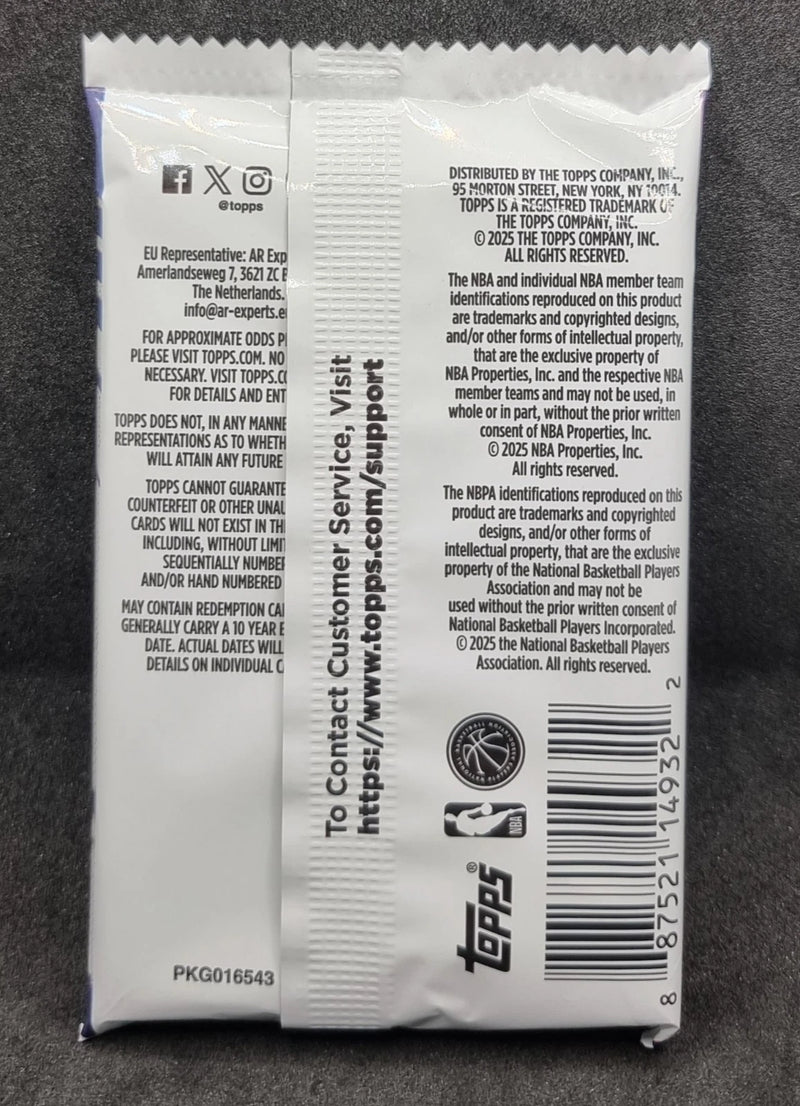 @topps
EU Representative: AR Exp
Amerlandseweg 7, 3621 ZC
The Netherlands.
info@ar-experts.e
FOR APPROXIMATE ODDS P
PLEASE VISIT TOPPS.COM. NO
NECESSARY. VISIT TOPPS.C
FOR DETAILS AND ENT
TOPPS DOES NOT, IN ANY MANNE
REPRESENTATIONS AS TO WHETH
WILL ATTAIN ANY FUTURE
TOPPS CANNOT GUARANTE
COUNTERFEIT OR OTHER UNAU
CARDS WILL NOT EXIST IN TH
INCLUDING, WITHOUT LIMI
SEQUENTIALLY NUMBER
AND/OR HAND NUMBERED
MAY CONTAIN REDEMPTION CA
GENERALLY CARRY A 10 YEAR E
DATE. ACTUAL DATES WILL
DETAILS ON INDIVIDUAL C
PKG016543
To Contact Customer Service, Visit
https://www.topps.com/support
DISTRIBUTED BY THE TOPPS COMPANY, INC.,
95 MORTON STREET, NEW YORK, NY 10014.
TOPPS IS A REGISTERED TRADEMARK OF
THE TOPPS COMPANY, INC.
© 2025 THE TOPPS COMPANY, INC.
ALL RIGHTS RESERVED.
The NBA and individual NBA member team
identifications reproduced on this product
are trademarks and copyrighted designs,
and/or other forms of intellectual property,
that are the exclusive property of
NBA Properties, Inc. and the respective NBA
member teams and may not be used, in
whole or in part, without the prior written
consent of NBA Properties, Inc.
© 2025 NBA Properties, Inc.
All rights reserved.
The NBPA identifications reproduced on this
product are trademarks and copyrighted
designs, and/or other forms of
intellectual property, that are the exclusive
property of the National Basketball Players
Association and may not be
used without the prior written consent of
National Basketball Players Incorporated.
© 2025 the National Basketball Players
Association. All rights reserved.
NATIONAL BASKETBALL PLAYERS ASSOCIATION
NBA
topps®
8 87521 14932 2